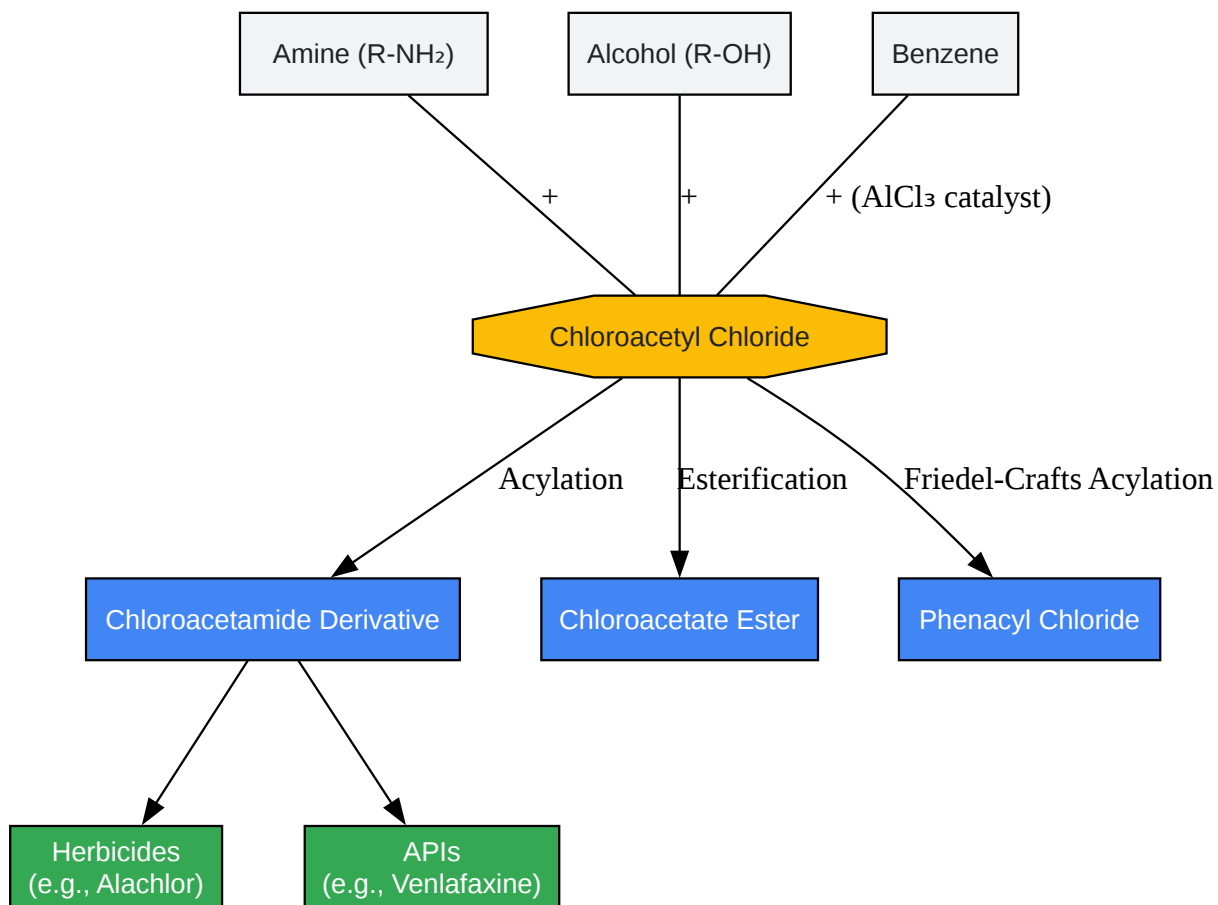 Amine (R-NH₂)
Alcohol (R-OH)
Benzene
+
+
+ (AlCl₃ catalyst)
Chloroacetyl Chloride
Acylation
Esterification
Friedel-Crafts Acylation
Chloroacetamide Derivative
Chloroacetate Ester
Phenacyl Chloride
Herbicides
(e.g., Alachlor)
APIs
(e.g., Venlafaxine)